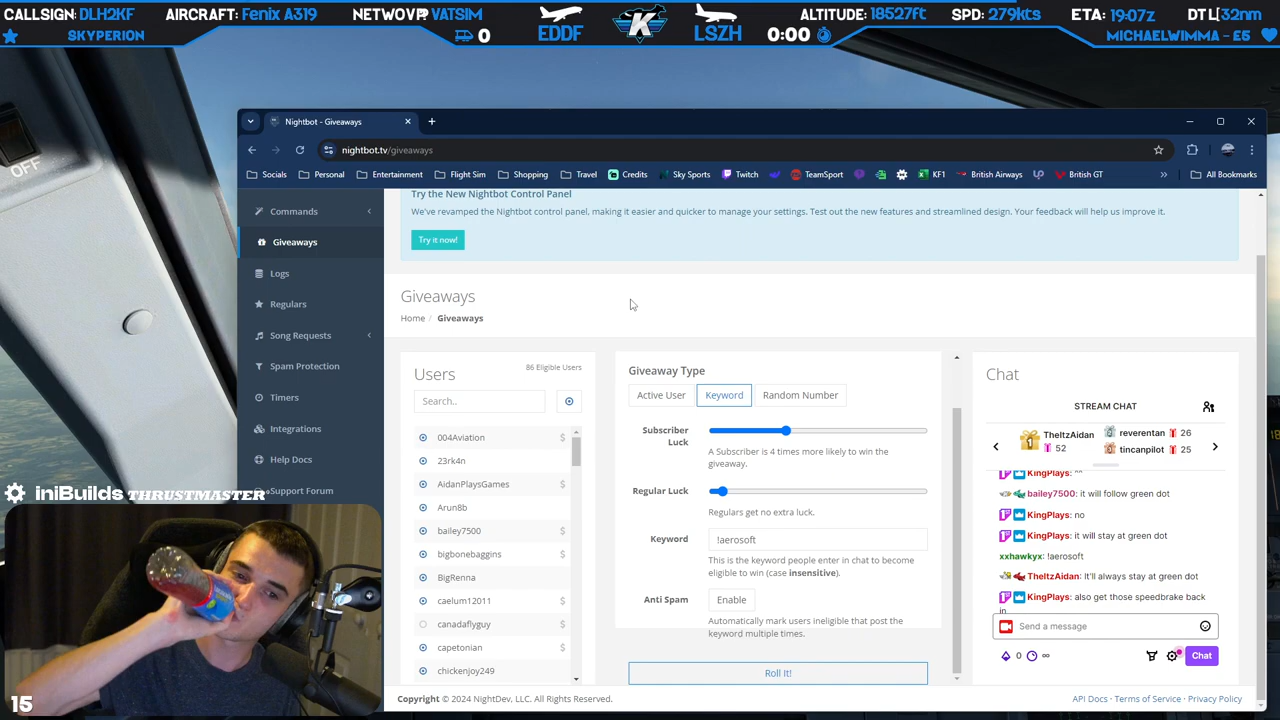 CALLSIGN: DLH2KF
AIRCRAFT: Fenix A319
NETWOVP VATSIM
ALTITUDE: 18527ft
SPD: 279kts
ETA: 19:07z
DTL 32nm
SKYPERION
0
EDDF
K
LSZH
0:00
MICHAELWIMMA - £5
Nightbot - Giveaways
nightbot.tv/giveaways
Socials
Personal
Entertainment
Flight Sim
Shopping
Travel
Credits
Sky Sports
Twitch
TeamSport
KF1
British Airways
British GT
All Bookmarks
OFF
Commands
Giveaways
Logs
Regulars
Song Requests
Spam Protection
Timers
Integrations
Help Docs
Support Forum
Try the New Nightbot Control Panel
We've revamped the Nightbot control panel, making it easier and quicker to manage your settings. Test out the new features and streamlined design. Your feedback will help us improve it.
Try it now!
Giveaways
Home / Giveaways
Users
86 Eligible Users
Search..
004Aviation $
23rk4n
AidanPlaysGames $
Arun8b
bailey7500 $
bigbonebaggins $
BigRenna
caelum12011 $
canadaflyguy $
capetonian $
chickenjoy249
Giveaway Type
Active User
Keyword
Random Number
Subscriber
Luck
A Subscriber is 4 times more likely to win the
giveaway.
Regular Luck
Regulars get no extra luck.
Keyword
!aerosoft
This is the keyword people enter in chat to become
eligible to win (case insensitive).
Anti Spam
Enable
Automatically mark users ineligible that post the
keyword multiple times.
Roll It!
Chat
STREAM CHAT
1
TheItzAidan
52
reverentan 26
tincanpilot 25
KingPlays: ^^
bailey7500: it will follow green dot
KingPlays: no
KingPlays: it will stay at green dot
xxhawkyx: !aerosoft
TheItzAidan: It'll always stay at green dot
KingPlays: also get those speedbrake back
in
Send a message
0
∞
Chat
iniBuilds THRUSTMASTER
15
Copyright © 2024 NightDev, LLC. All Rights Reserved.
API Docs · Terms of Service · Privacy Policy